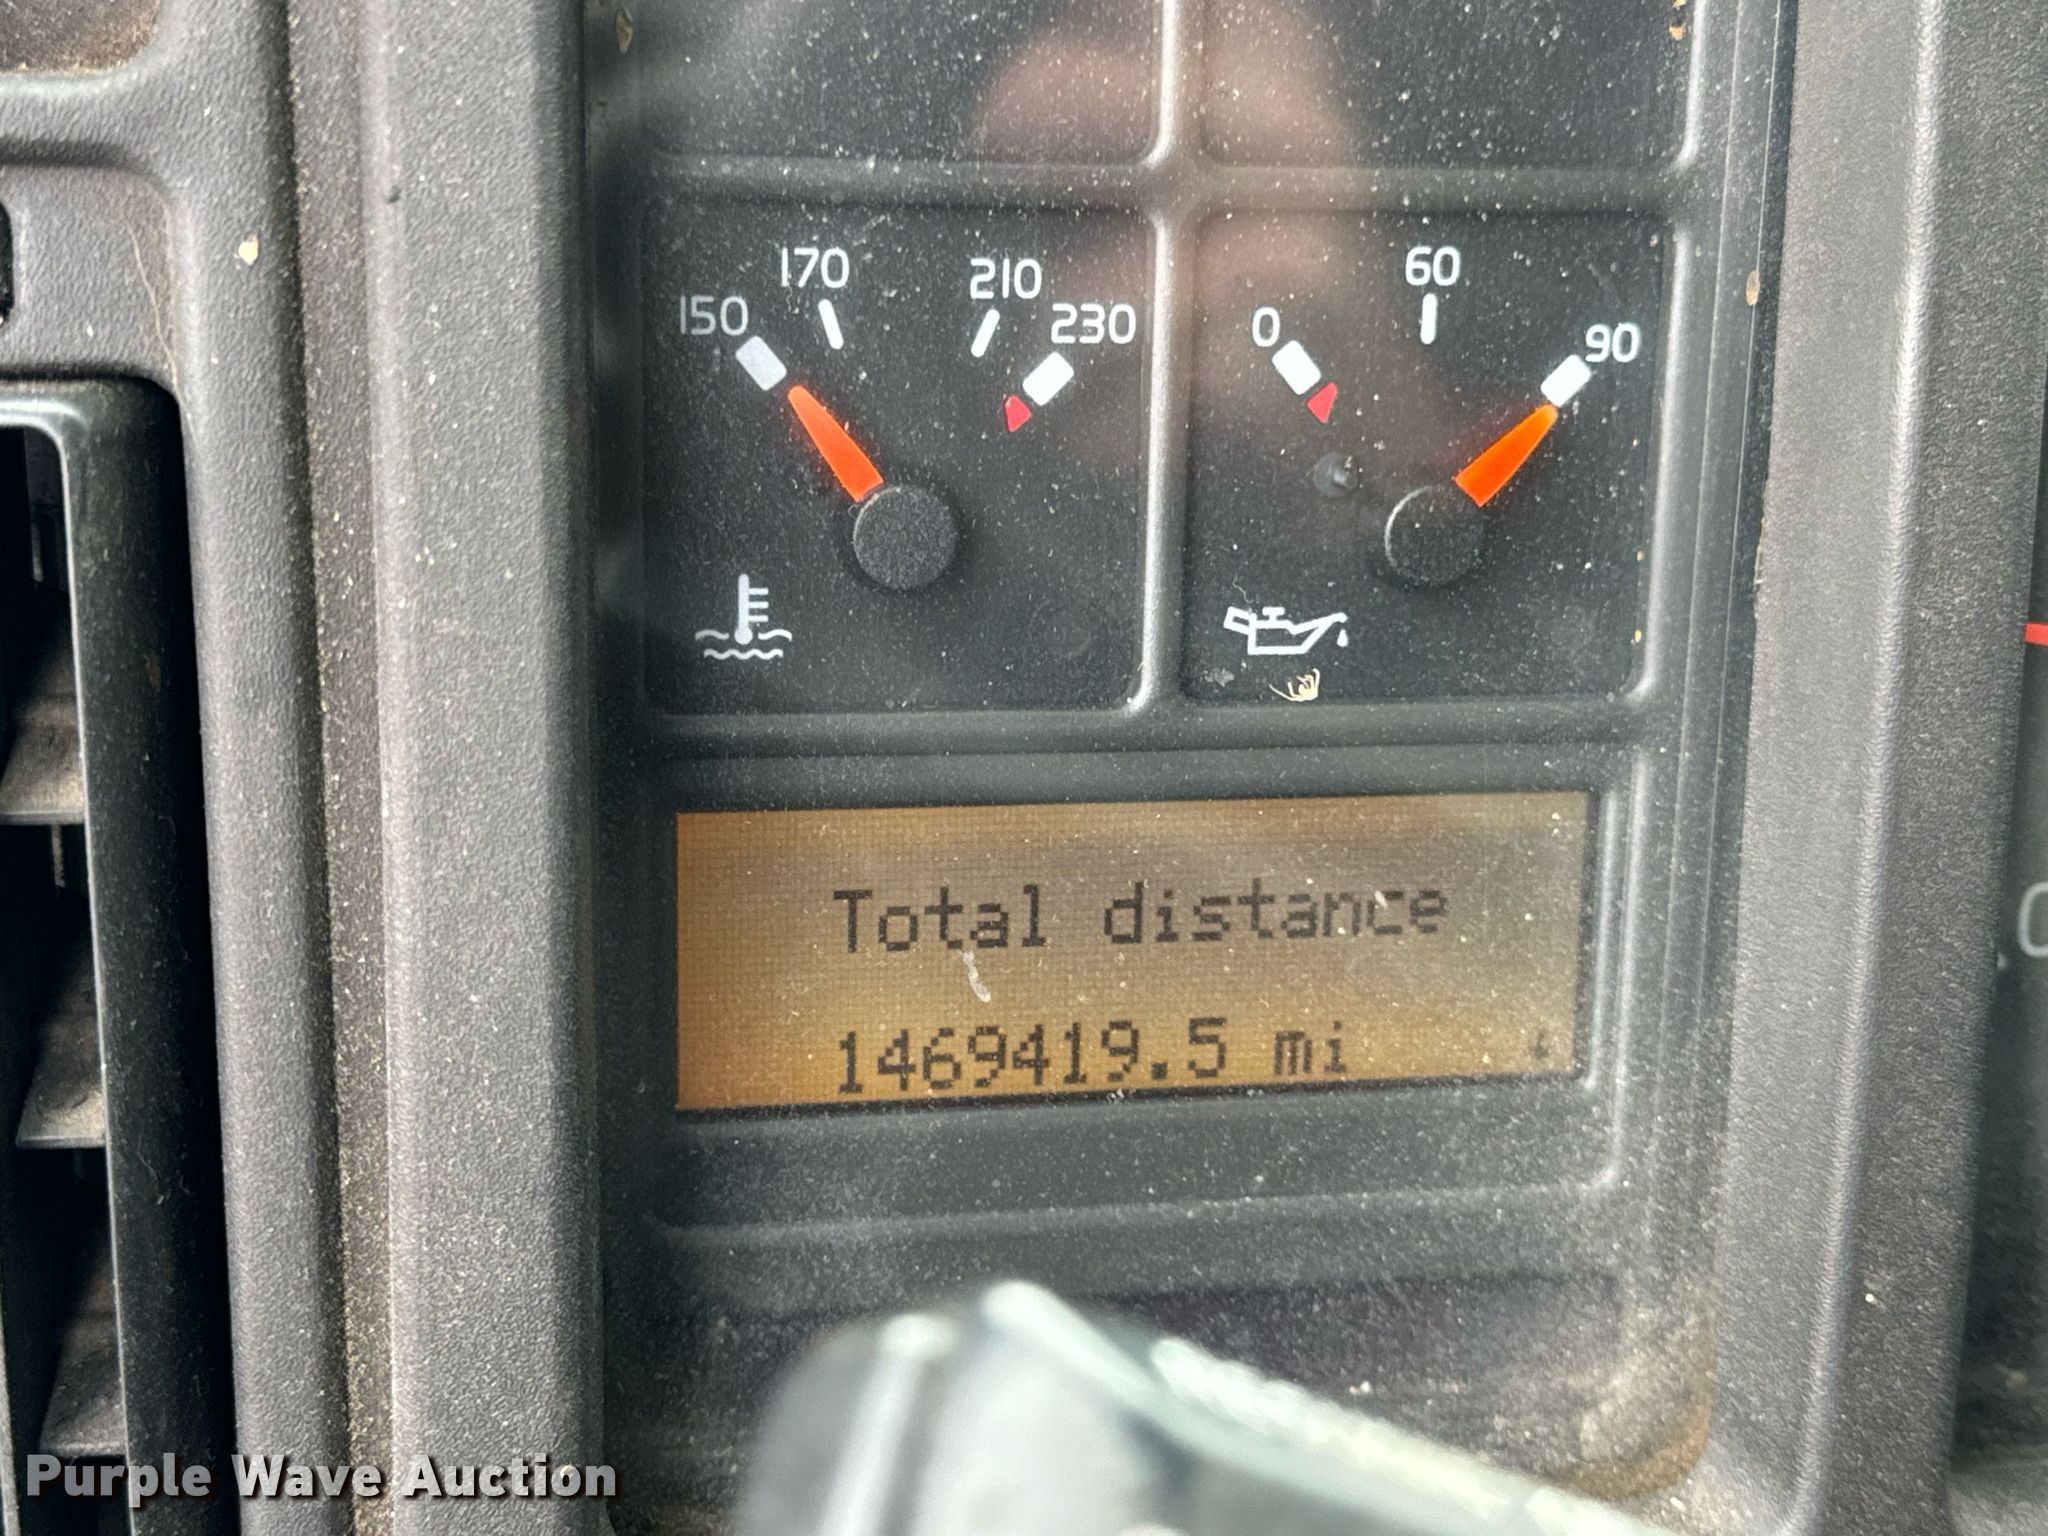 150 170 210 230
0 60 90
Total distance
1469419.5 mi
Purple Wave Auction